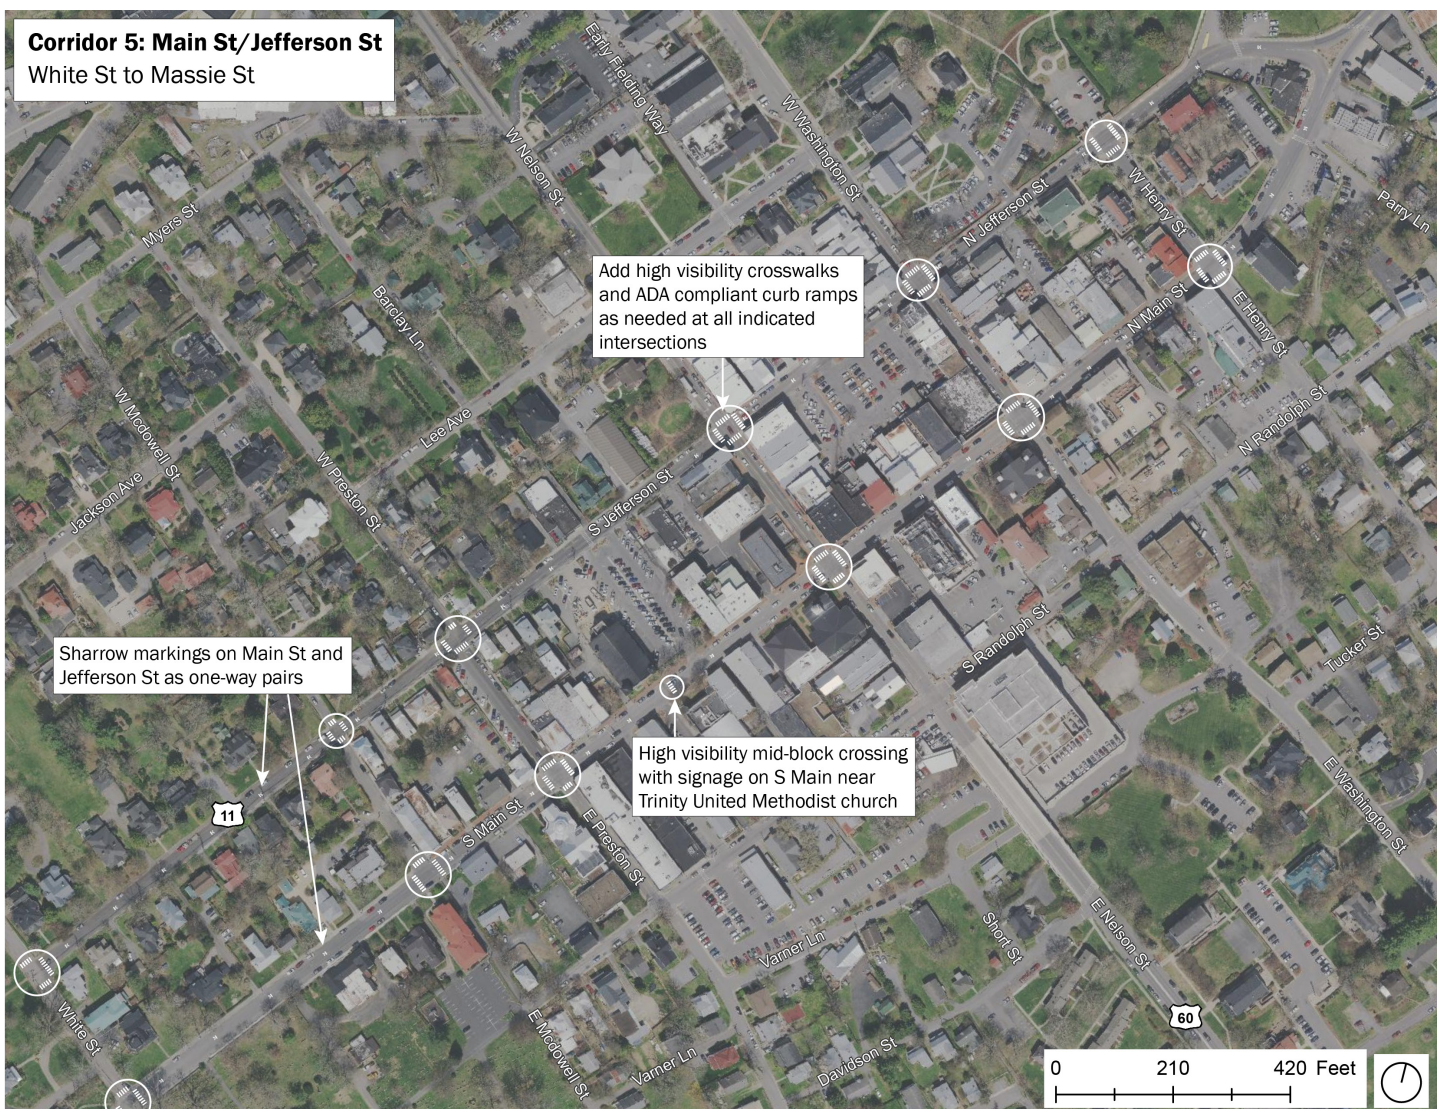 Corridor 5: Main St/Jefferson St
White St to Massie St
Early Fielding Way
W Nelson St
W Washington St
N Jefferson St
W Henry St
Parry Ln
Myers St
Barclay Ln
Add high visibility crosswalks
and ADA compliant curb ramps
as needed at all indicated
intersections
N Main St
E Henry St
N Randolph St
W Mcdowell St
Lee Ave
W Preston St
Jackson Ave
S Jefferson St
S Randolph St
Tucker St
Sharrow markings on Main St and
Jefferson St as one-way pairs
High visibility mid-block crossing
with signage on S Main near
Trinity United Methodist church
11
S Main St
E Preston St
E Washington St
Varner Ln
Short St
E Nelson St
White St
E Mcdowell St
Varner Ln
Davidson St
60
0 210 420 Feet